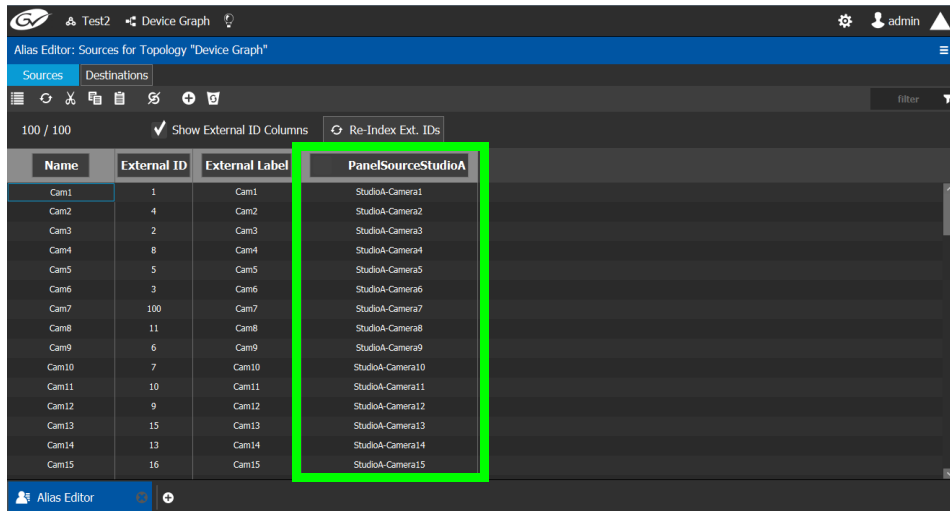 GV Test2 Device Graph admin
Alias Editor: Sources for Topology "Device Graph"
Sources Destinations
filter
100 / 100 Show External ID Columns Re-Index Ext. IDs
Name External ID External Label PanelSourceStudioA
Cam1 1 Cam1 StudioA-Camera1
Cam2 4 Cam2 StudioA-Camera2
Cam3 2 Cam3 StudioA-Camera3
Cam4 8 Cam4 StudioA-Camera4
Cam5 5 Cam5 StudioA-Camera5
Cam6 3 Cam6 StudioA-Camera6
Cam7 100 Cam7 StudioA-Camera7
Cam8 11 Cam8 StudioA-Camera8
Cam9 6 Cam9 StudioA-Camera9
Cam10 7 Cam10 StudioA-Camera10
Cam11 10 Cam11 StudioA-Camera11
Cam12 9 Cam12 StudioA-Camera12
Cam13 15 Cam13 StudioA-Camera13
Cam14 13 Cam14 StudioA-Camera14
Cam15 16 Cam15 StudioA-Camera15
Alias Editor